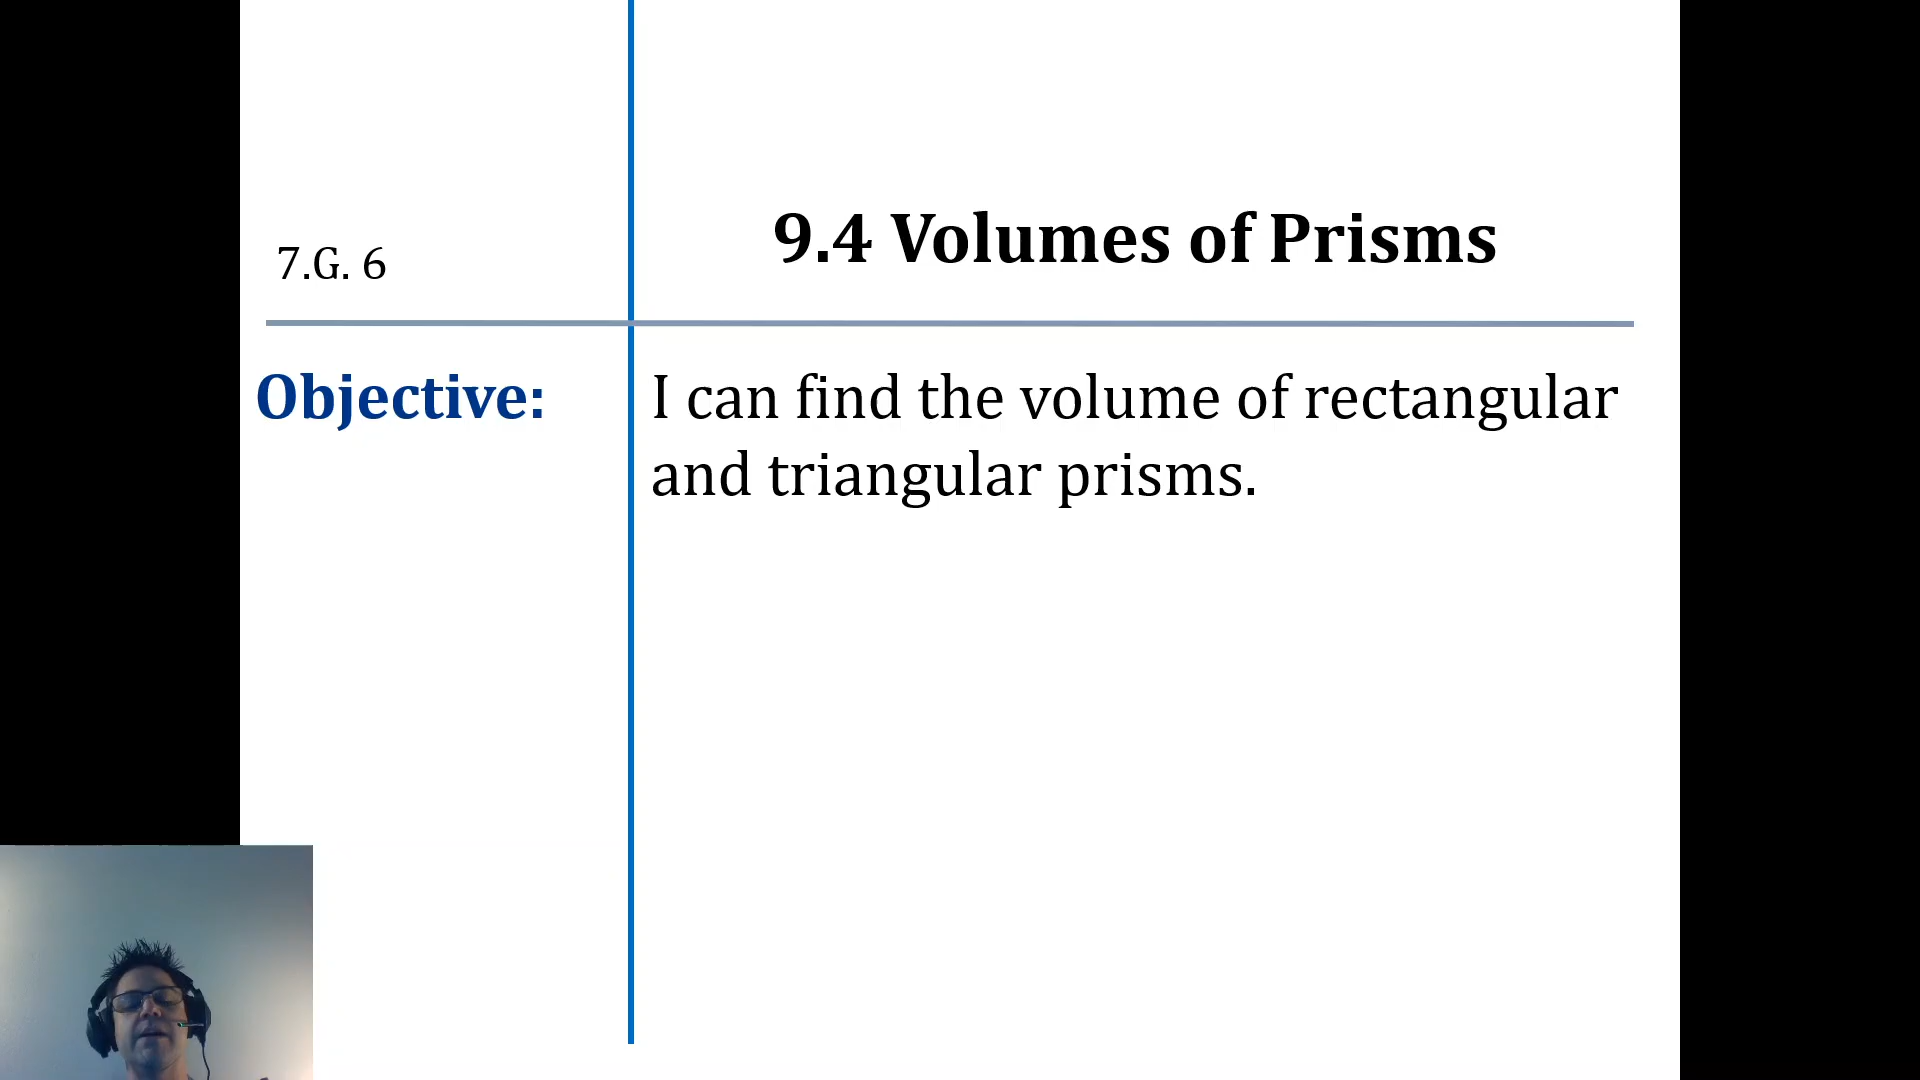 7.G. 6
9.4 Volumes of Prisms
Objective:
I can find the volume of rectangular
and triangular prisms.